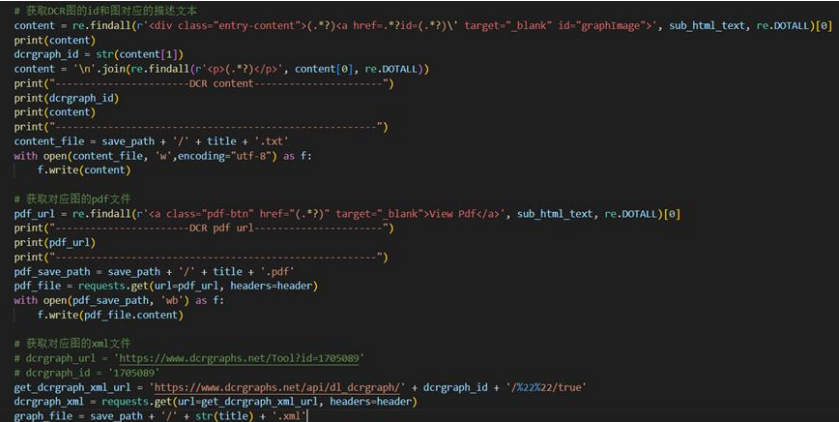 # 获取DCR图的id和图对应的描述文本
content = re.findall(r'<div class="entry-content">(.*?)<a href=.*?id=(.*?)\' target="_blank" id="graphImage">', sub_html_text, re.DOTALL)[0]
print(content)
dcrgraph_id = str(content[1])
content = '\n'.join(re.findall(r'<p>(.*?)</p>', content[0], re.DOTALL))
print("-----------------------DCR content----------------------")
print(dcrgraph_id)
print(content)
print("-------------------------------------------------------")
content_file = save_path + '/' + title + '.txt'
with open(content_file, 'w',encoding="utf-8") as f:
    f.write(content)
# 获取对应图的pdf文件
pdf_url = re.findall(r'<a class="pdf-btn" href="(.*?)" target="_blank">View Pdf</a>', sub_html_text, re.DOTALL)[0]
print("-----------------------DCR pdf url----------------------")
print(pdf_url)
print("-------------------------------------------------------")
pdf_save_path = save_path + '/' + title + '.pdf'
pdf_file = requests.get(url=pdf_url, headers=header)
with open(pdf_save_path, 'wb') as f:
    f.write(pdf_file.content)
# 获取对应图的xml文件
# dcrgraph_url = 'https://www.dcrgraphs.net/Tool?id=1705089'
# dcrgraph_id = '1705089'
get_dcrgraph_xml_url = 'https://www.dcrgraphs.net/api/dl_dcrgraph/' + dcrgraph_id + '/%22%22/true'
dcrgraph_xml = requests.get(url=get_dcrgraph_xml_url, headers=header)
graph_file = save_path + '/' + str(title) + '.xml'